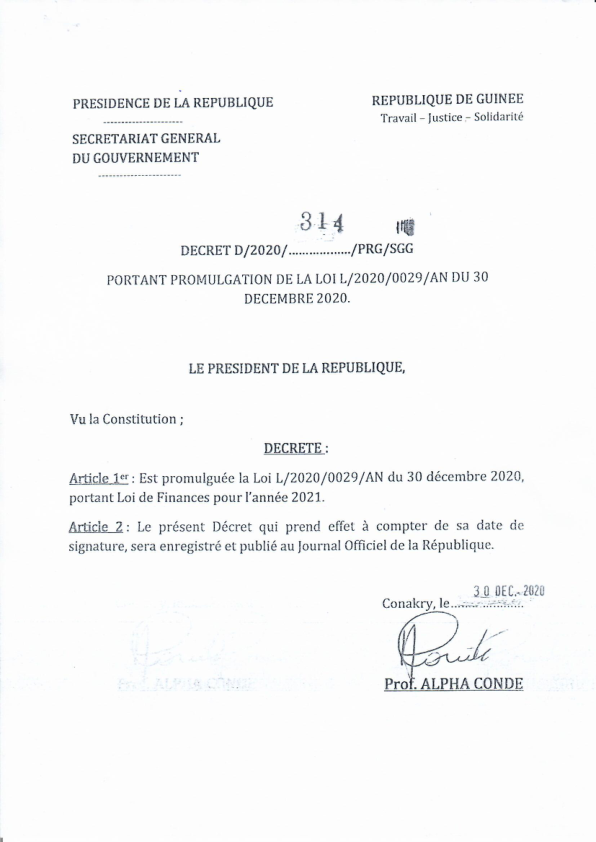 PRESIDENCE DE LA REPUBLIQUE
----------------------
SECRETARIAT GENERAL
DU GOUVERNEMENT
-----------------------
REPUBLIQUE DE GUINEE
Travail – Justice – Solidarité
314
DECRET D/2020/..................../PRG/SGG
PORTANT PROMULGATION DE LA LOI L/2020/0029/AN DU 30
DECEMBRE 2020.
LE PRESIDENT DE LA REPUBLIQUE,
Vu la Constitution ;
DECRETE :
Article 1er : Est promulguée la Loi L/2020/0029/AN du 30 décembre 2020,
portant Loi de Finances pour l'année 2021.
Article 2 : Le présent Décret qui prend effet à compter de sa date de
signature, sera enregistré et publié au Journal Officiel de la République.
30 DEC. 2020
Conakry, le....................
Prof. ALPHA CONDE